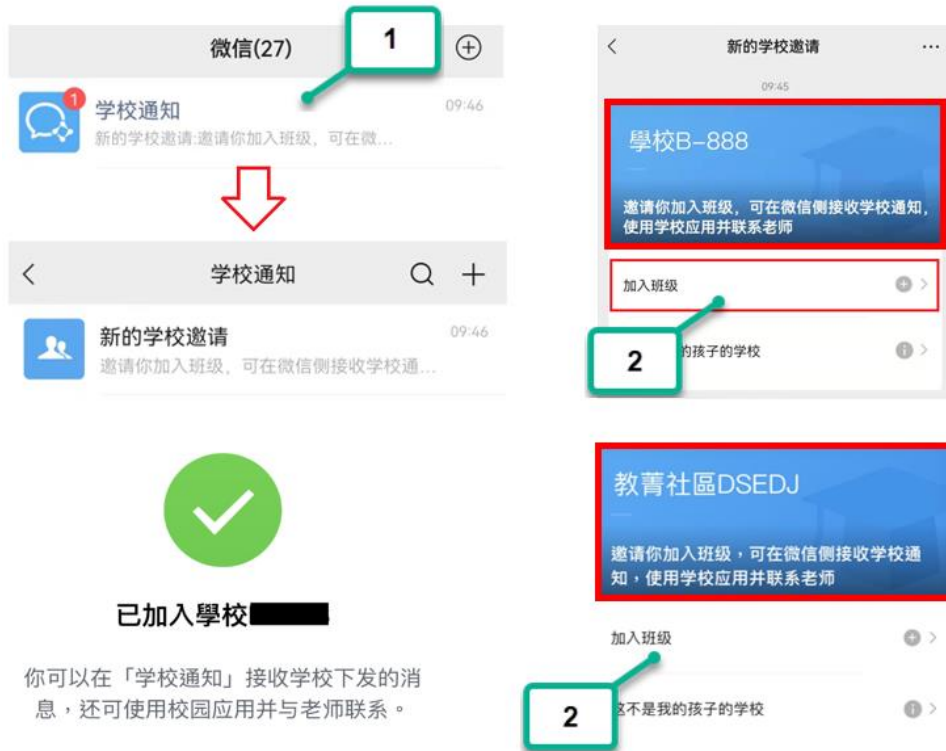 微信(27)
1
1
学校通知
09:46
新的学校邀请:邀请你加入班级，可在微...
学校通知
新的学校邀请
09:46
邀请你加入班级，可在微信侧接收学校通...
已加入學校
你可以在「学校通知」接收学校下发的消
息，还可使用校园应用并与老师联系。
新的学校邀请
09:45
學校B-888
邀请你加入班级，可在微信侧接收学校通知，
使用学校应用并联系老师
加入班级
2
的孩子的学校
教菁社區DSEDJ
邀请你加入班级，可在微信侧接收学校通
知，使用学校应用并联系老师
加入班级
2
这不是我的孩子的学校